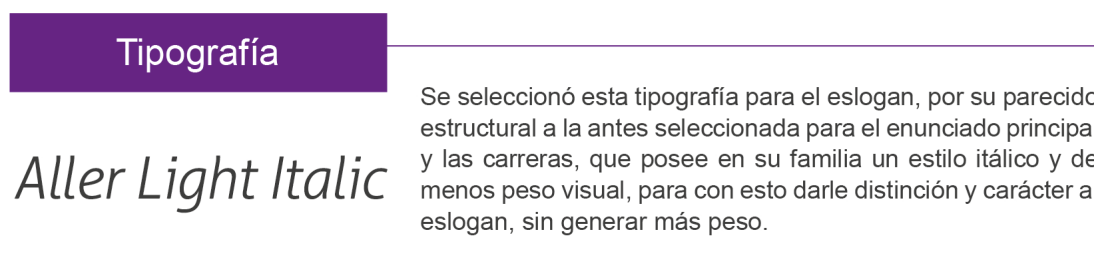 Tipografía
Aller Light Italic
Se seleccionó esta tipografía para el eslogan, por su parecido
estructural a la antes seleccionada para el enunciado principa
y las carreras, que posee en su familia un estilo itálico y de
menos peso visual, para con esto darle distinción y carácter a
eslogan, sin generar más peso.